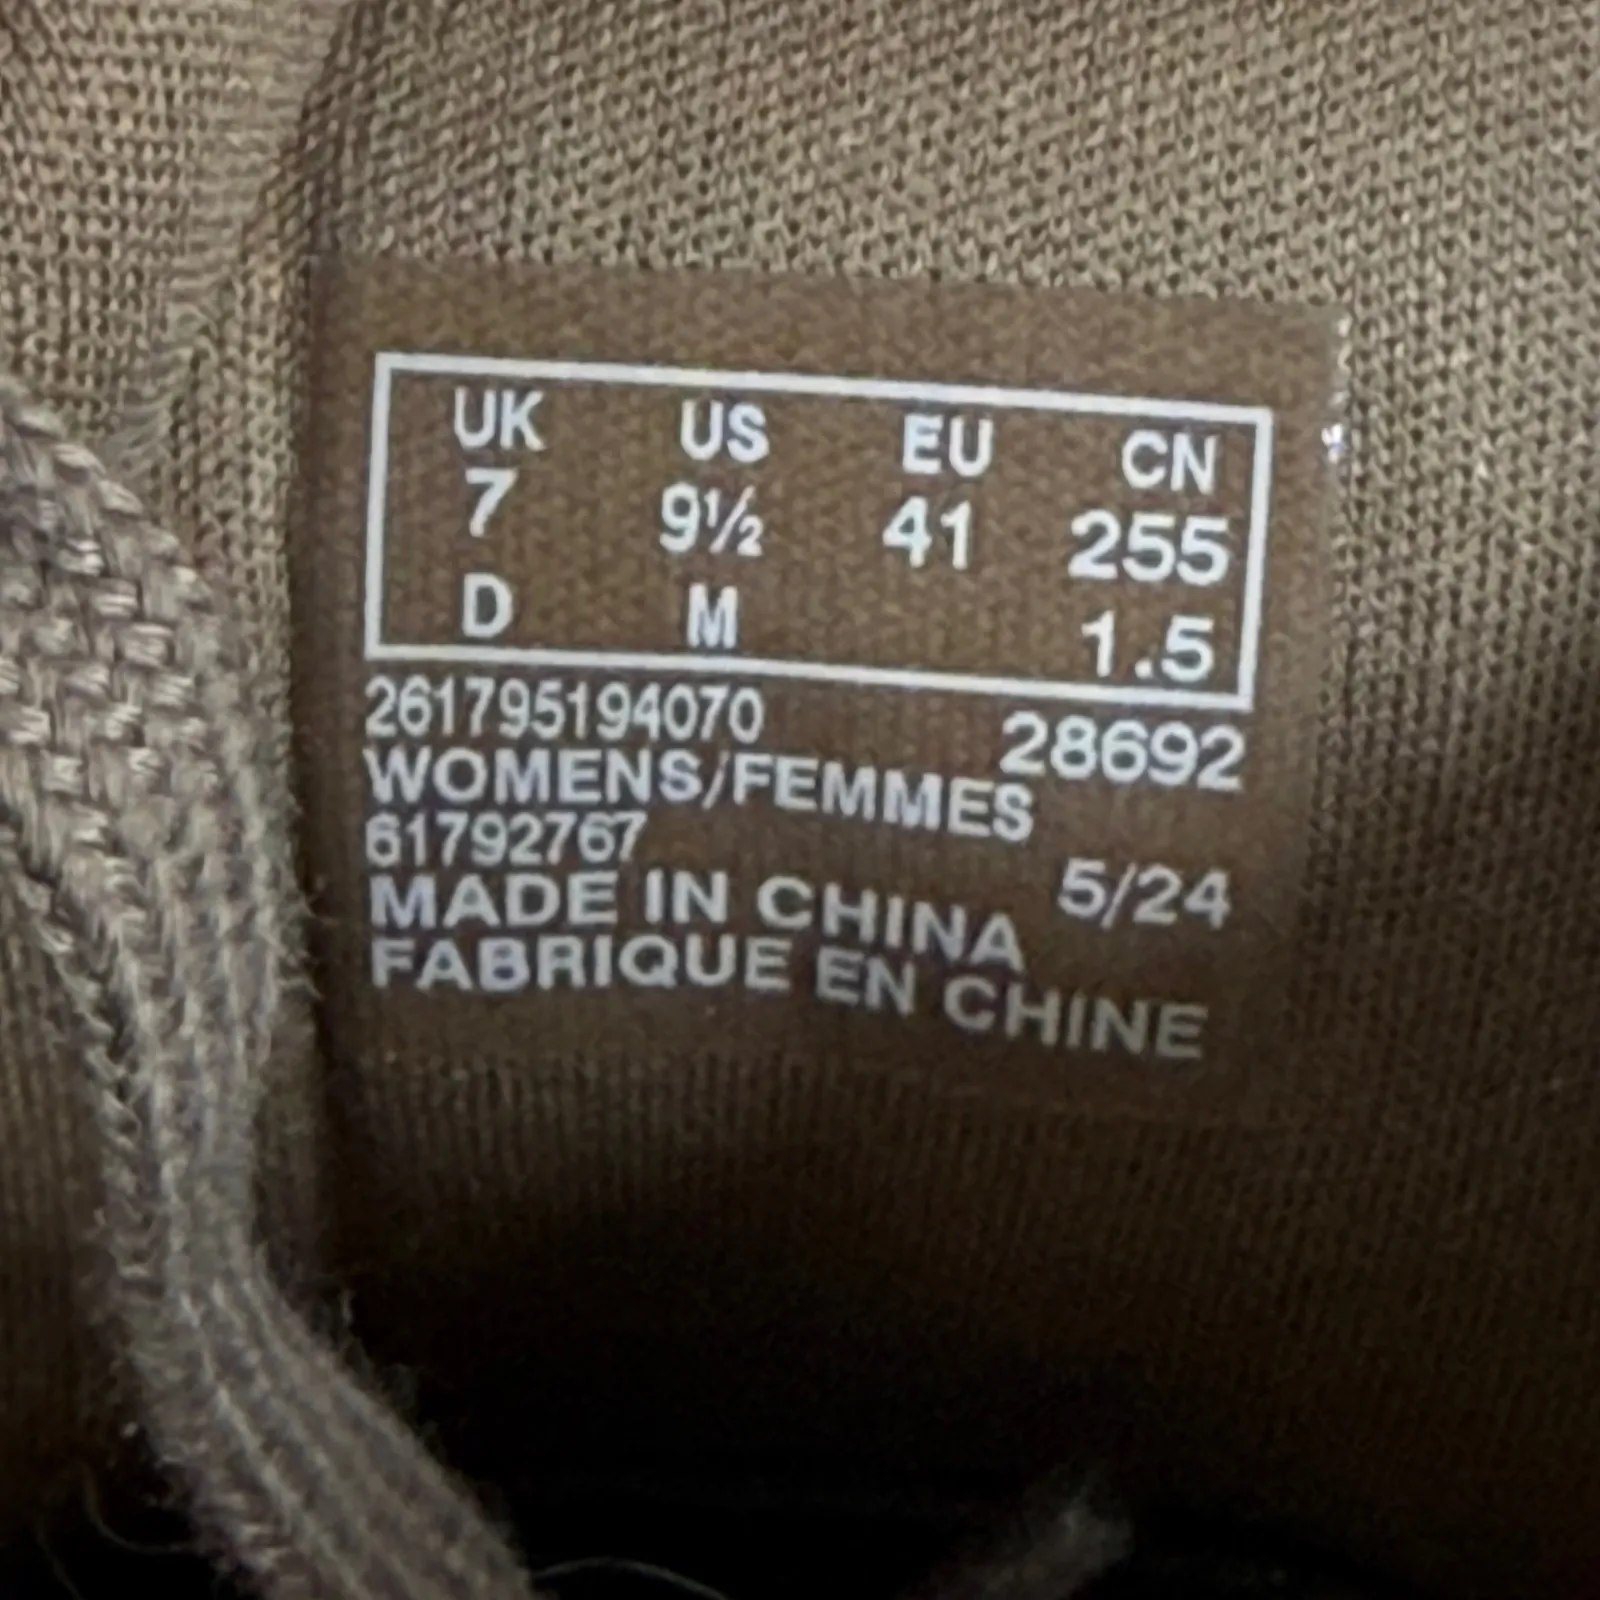 UK US EU CN
7 9½ 41 255
D M 1.5
261795194070 28692
WOMENS/FEMMES
61792767 5/24
MADE IN CHINA
FABRIQUE EN CHINE